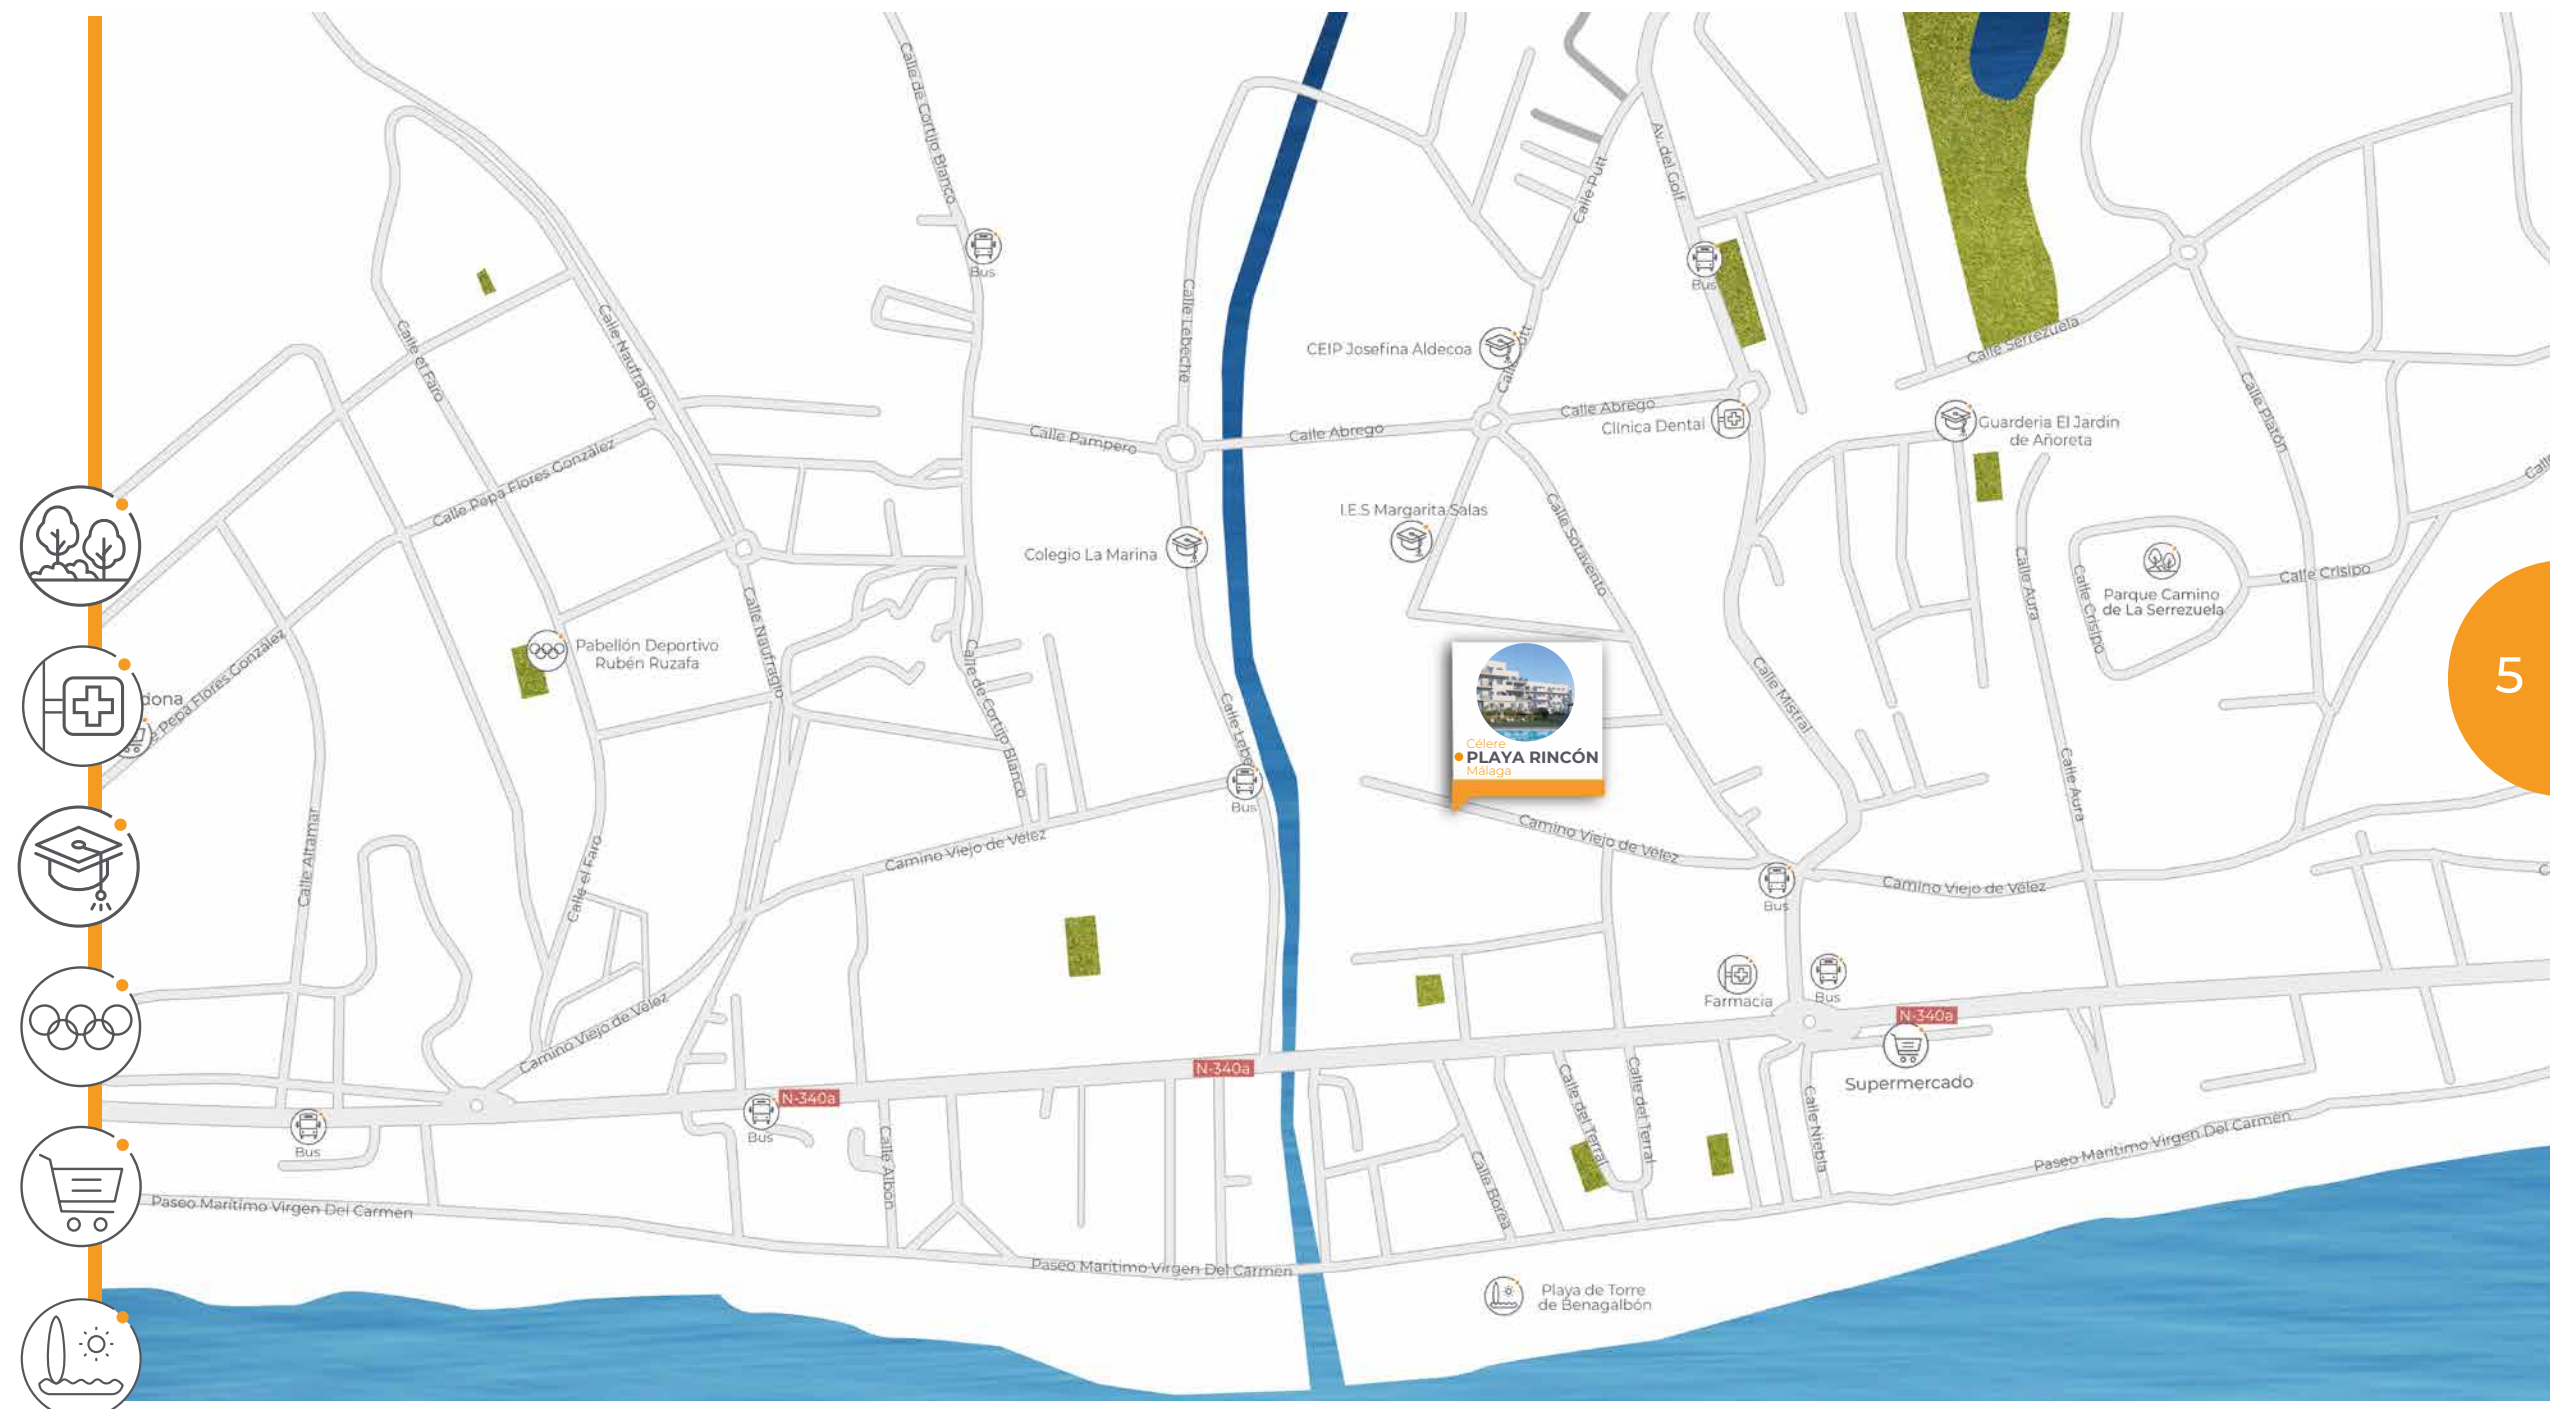 Calle de Cortijo Blanco
Bus
Calle Putt
Av. del Golf
Bus
Calle Lebeche
Calle el Faro
Calle Naufragio
CEIP Josefina Aldecoa
Calle Serrezuela
Calle Platón
Calle Pampero
Calle Abrego
Calle Abrego
Clínica Dental
Guarderia El Jardin
de Añoreta
Calle Pepa Flores González
I.E.S Margarita Salas
Colegio La Marina
Calle Sotavento
Calle Aura
Calle Crisipo
Parque Camino
de La Serrezuela
Calle Crisipo
Calle Naufragio
Pabellón Deportivo
Rubén Ruzafa
Calle de Cortijo Blanco
Pepa Flores González
dona
Calle Mistral
5
Célere
PLAYA RINCÓN
Málaga
Bus
Calle Aura
Calle Altamar
Calle el Faro
Camino Viejo de Vélez
Camino Viejo de Vélez
Bus
Camino Viejo de Vélez
Camino Viejo de Vélez
Farmacia
Bus
N-340a
N-340a
N-340a
Supermercado
Bus
Bus
Calle Albón
Calle del Terral
Calle del Terral
Calle Niebla
Calle Borea
Paseo Marítimo Virgen Del Carmen
Paseo Marítimo Virgen Del Carmen
Paseo Marítimo Virgen Del Carmen
Playa de Torre
de Benagalbón